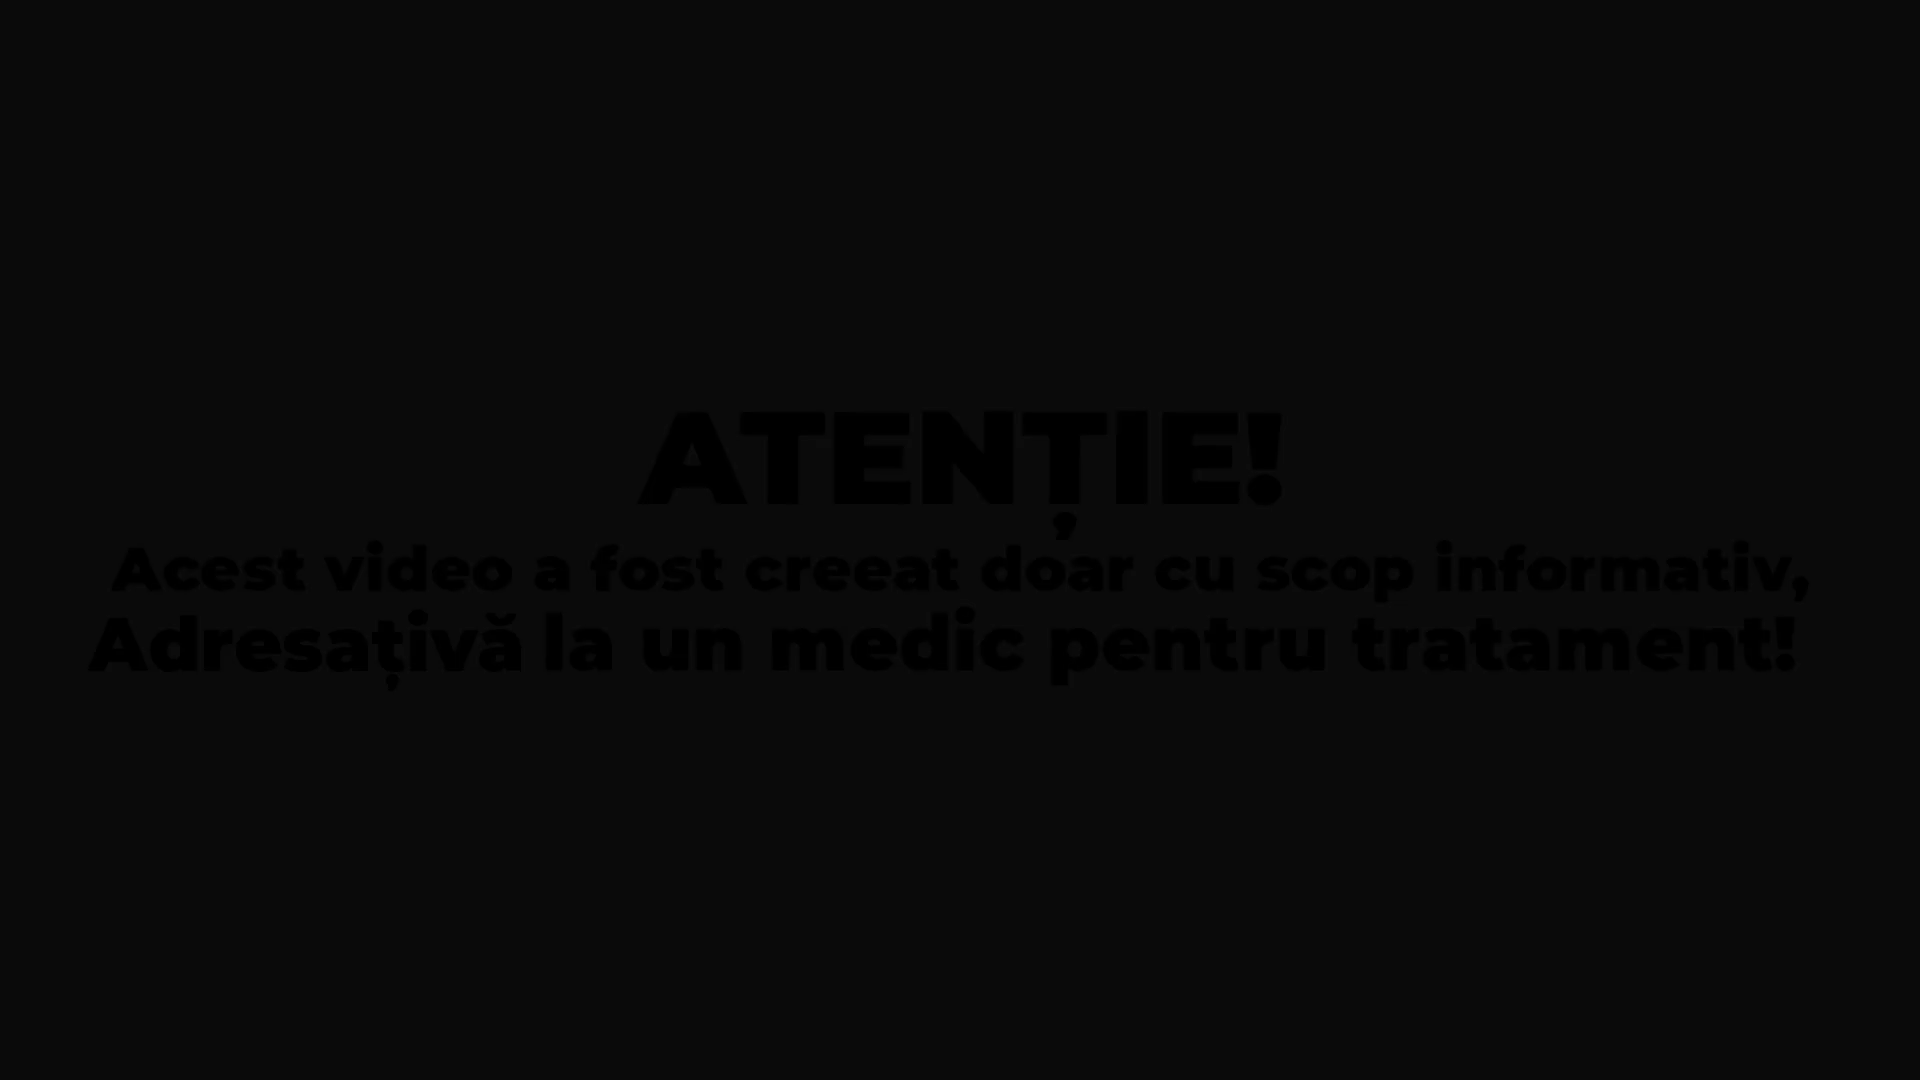 ATENȚIE!
Acest video a fost creeat doar cu scop informativ,
Adresațivă la un medic pentru tratament!